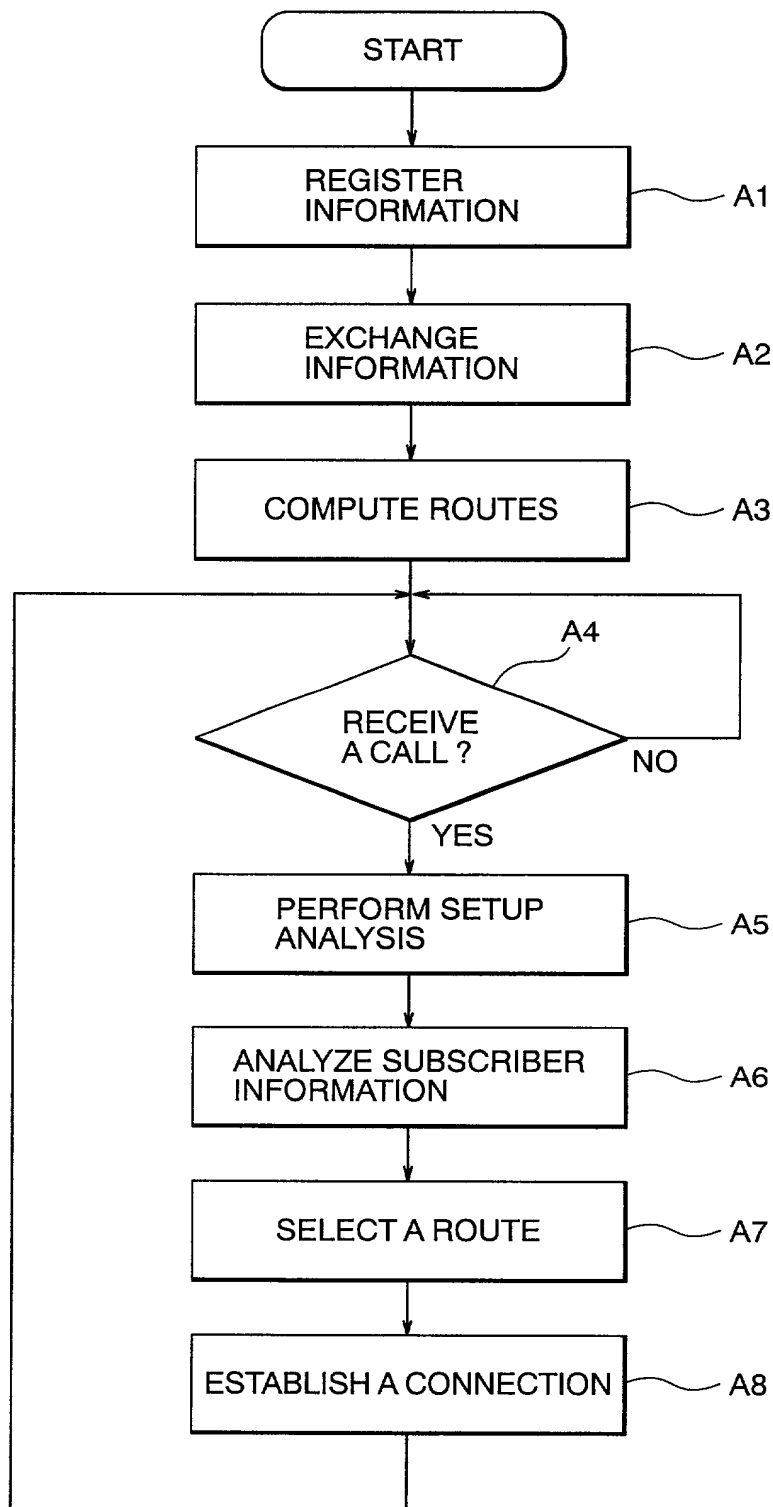 START
REGISTER
INFORMATION
A1
EXCHANGE
INFORMATION
A2
COMPUTE ROUTES
A3
A4
RECEIVE
A CALL ?
NO
YES
PERFORM SETUP
ANALYSIS
A5
ANALYZE SUBSCRIBER
INFORMATION
A6
SELECT A ROUTE
A7
ESTABLISH A CONNECTION
A8